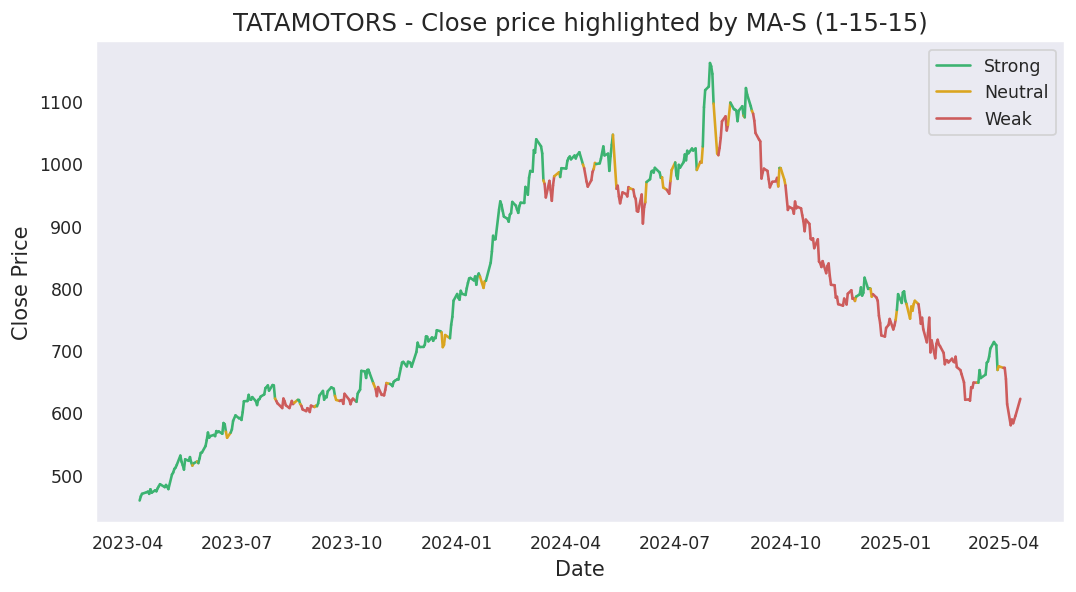 TATAMOTORS - Close price highlighted by MA-S (1-15-15)
Strong
Neutral
Weak
Close Price
1100
1000
900
800
700
600
500
2023-04 2023-07 2023-10 2024-01 2024-04 2024-07 2024-10 2025-01 2025-04
Date